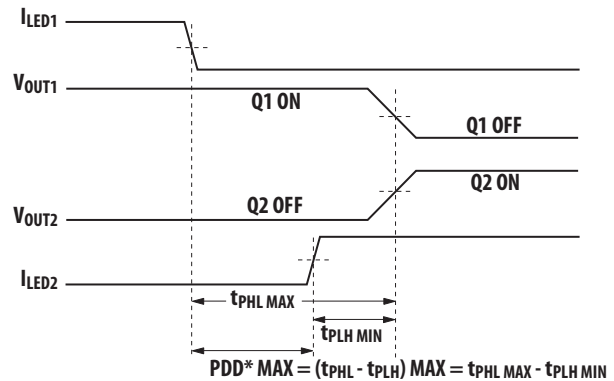 ILED1
VOUT1
Q1 ON
Q1 OFF
Q2 ON
Q2 OFF
VOUT2
ILED2
tPHL MAX
tPLH MIN
PDD* MAX = (tPHL - tPLH) MAX = tPHL MAX - tPLH MIN